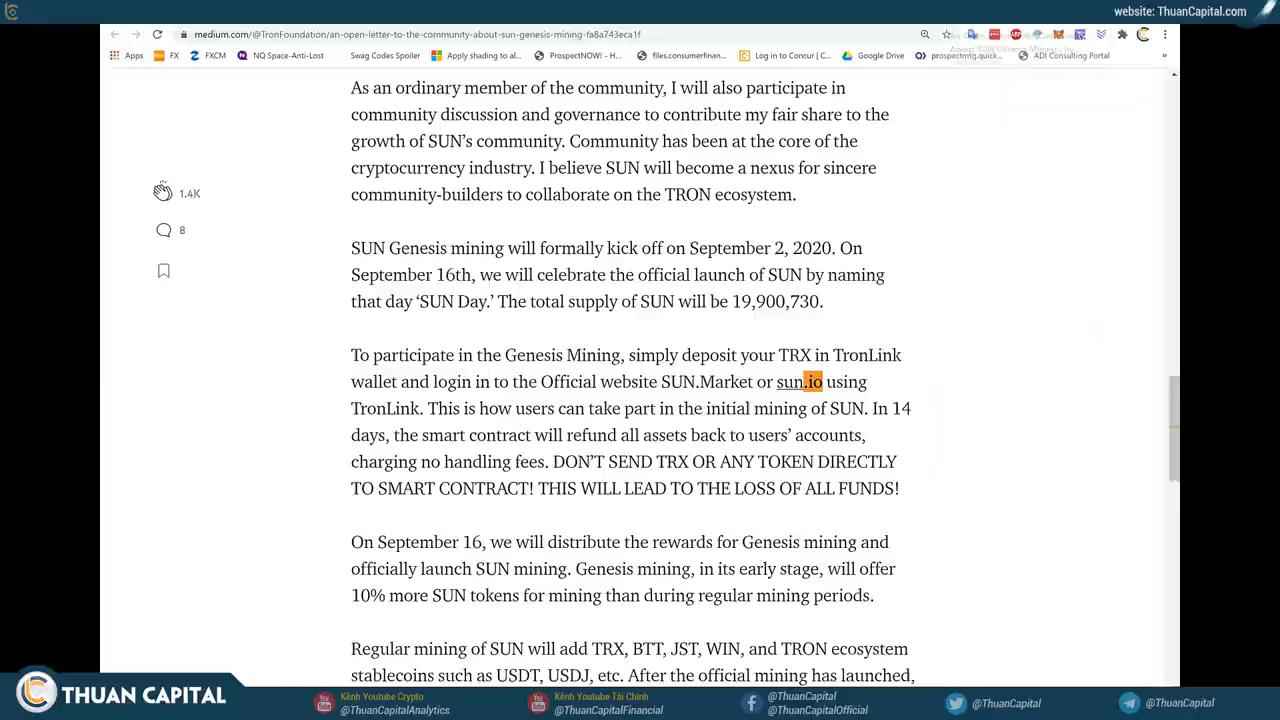 website: ThuanCapital.com
medium.com/@TronFoundation/an-open-letter-to-the-community-about-sun-genesis-mining-fa8a743eca1f
Apps FX FXCM NQ Space-Anti-Lost Swag Codes Spoiler Apply shading to al... ProspectNOW! - H... files.consumerfinan... Log in to Concur | C... Google Drive prospectmtg.quick... ADI Consulting Portal »
As an ordinary member of the community, I will also participate in
community discussion and governance to contribute my fair share to the
growth of SUN’s community. Community has been at the core of the
cryptocurrency industry. I believe SUN will become a nexus for sincere
community-builders to collaborate on the TRON ecosystem.
1.4K
8
SUN Genesis mining will formally kick off on September 2, 2020. On
September 16th, we will celebrate the official launch of SUN by naming
that day ‘SUN Day.’ The total supply of SUN will be 19,900,730.
To participate in the Genesis Mining, simply deposit your TRX in TronLink
wallet and login in to the Official website SUN.Market or sun.io using
TronLink. This is how users can take part in the initial mining of SUN. In 14
days, the smart contract will refund all assets back to users’ accounts,
charging no handling fees. DON’T SEND TRX OR ANY TOKEN DIRECTLY
TO SMART CONTRACT! THIS WILL LEAD TO THE LOSS OF ALL FUNDS!
On September 16, we will distribute the rewards for Genesis mining and
officially launch SUN mining. Genesis mining, in its early stage, will offer
10% more SUN tokens for mining than during regular mining periods.
Regular mining of SUN will add TRX, BTT, JST, WIN, and TRON ecosystem
stablecoins such as USDT, USDJ, etc. After the official mining has launched,
THUAN CAPITAL
Kênh Youtube Crypto
@ThuanCapitalAnalytics
Kênh Youtube Tài Chính
@ThuanCapitalFinancial
@ThuanCapital
@ThuanCapitalOfficial
@ThuanCapital
@ThuanCapital